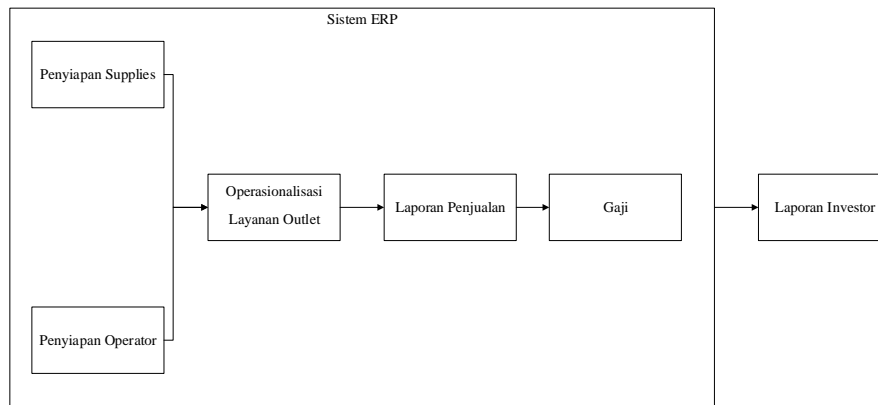 Sistem ERP
Penyiapan Supplies
Operasionalisasi
Layanan Outlet
Laporan Penjualan
Gaji
Laporan Investor
Penyiapan Operator